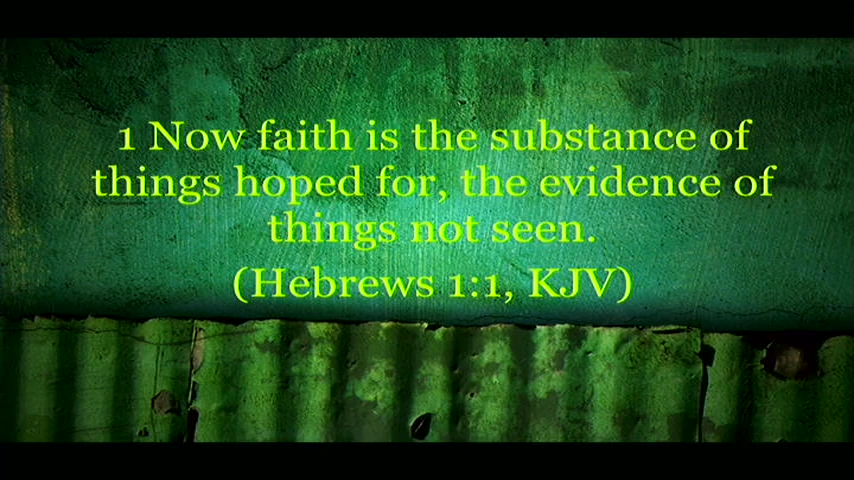 1 Now faith is the substance of
things hoped for, the evidence of
things not seen.
(Hebrews 1:1, KJV)